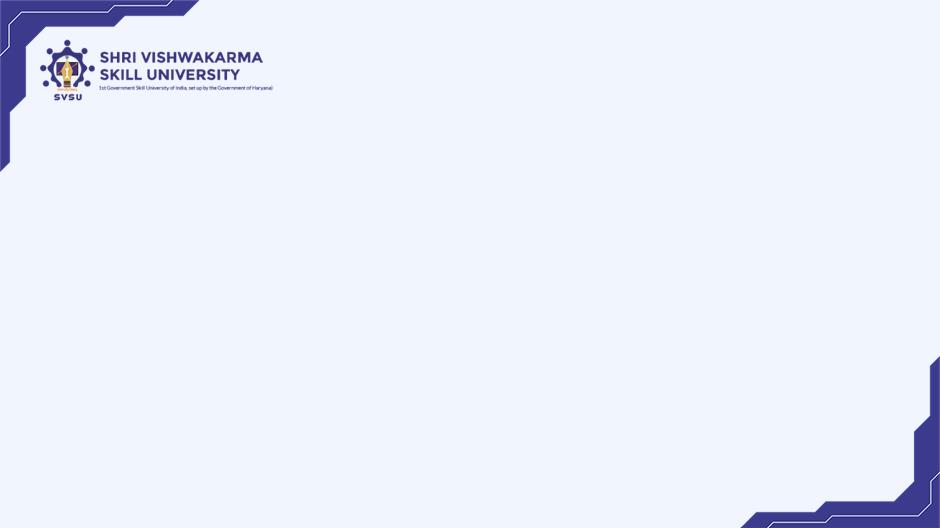 SHRI VISHWAKARMA
SKILL UNIVERSITY
1st Government Skill University of India, set up by the Government of Haryana)
SVSU